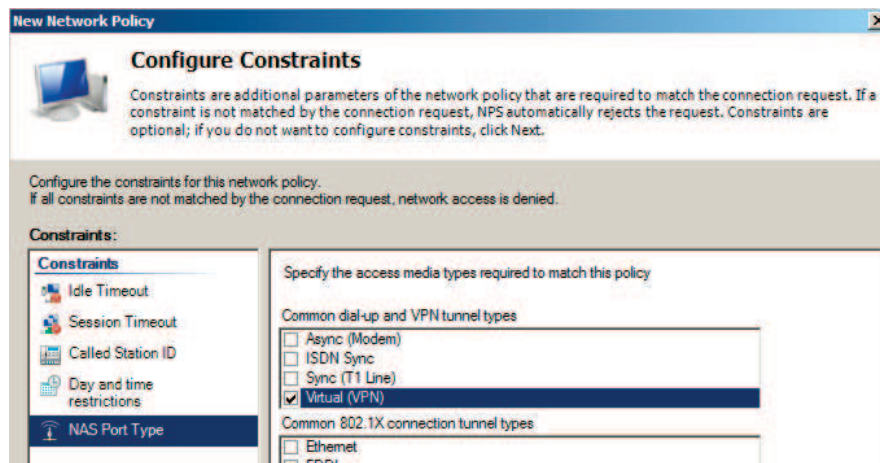 New Network Policy
Configure Constraints
Constraints are additional parameters of the network policy that are required to match the connection request. If a
constraint is not matched by the connection request, NPS automatically rejects the request. Constraints are
optional; if you do not want to configure constraints, click Next.
Configure the constraints for this network policy.
If all constraints are not matched by the connection request, network access is denied.
Constraints:
Constraints
Idle Timeout
Session Timeout
Called Station ID
Day and time
restrictions
NAS Port Type
Specify the access media types required to match this policy
Common dial-up and VPN tunnel types
Async (Modem)
ISDN Sync
Sync (T1 Line)
Virtual (VPN)
Common 802.1X connection tunnel types
Ethernet